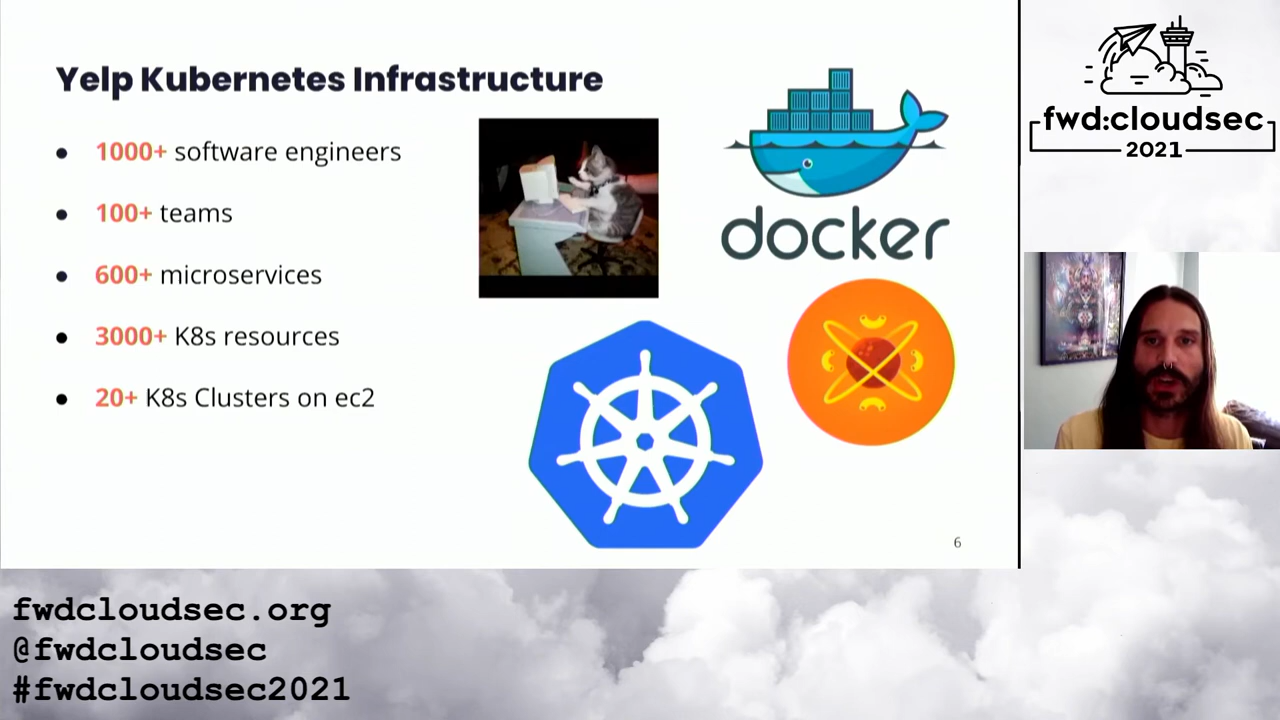 Yelp Kubernetes Infrastructure
1000+ software engineers
100+ teams
600+ microservices
3000+ K8s resources
20+ K8s Clusters on ec2
docker
6
fwd:cloudsec
2021
fwdcloudsec.org
@fwdcloudsec
#fwdcloudsec2021